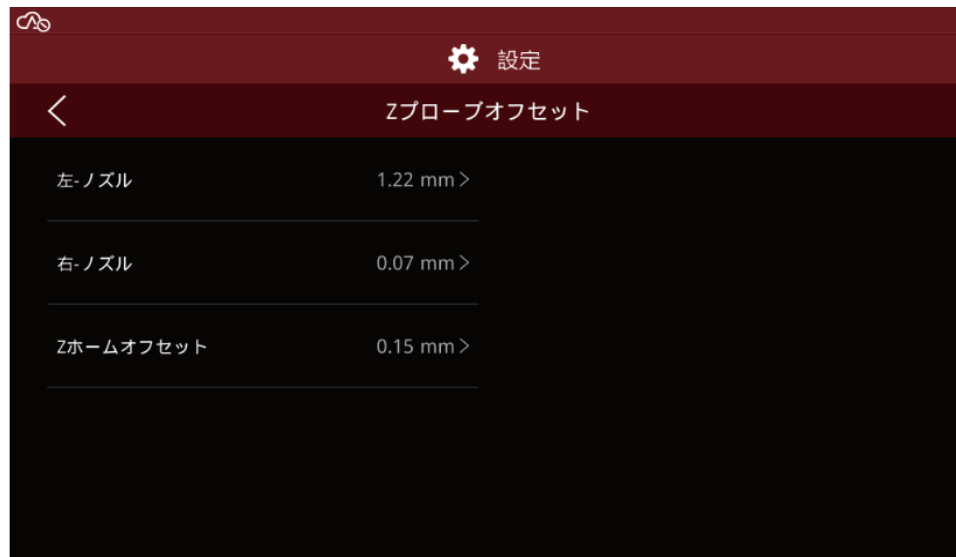 設定
Zプローブオフセット
左-ノズル 1.22 mm >
右-ノズル 0.07 mm >
Zホームオフセット 0.15 mm >